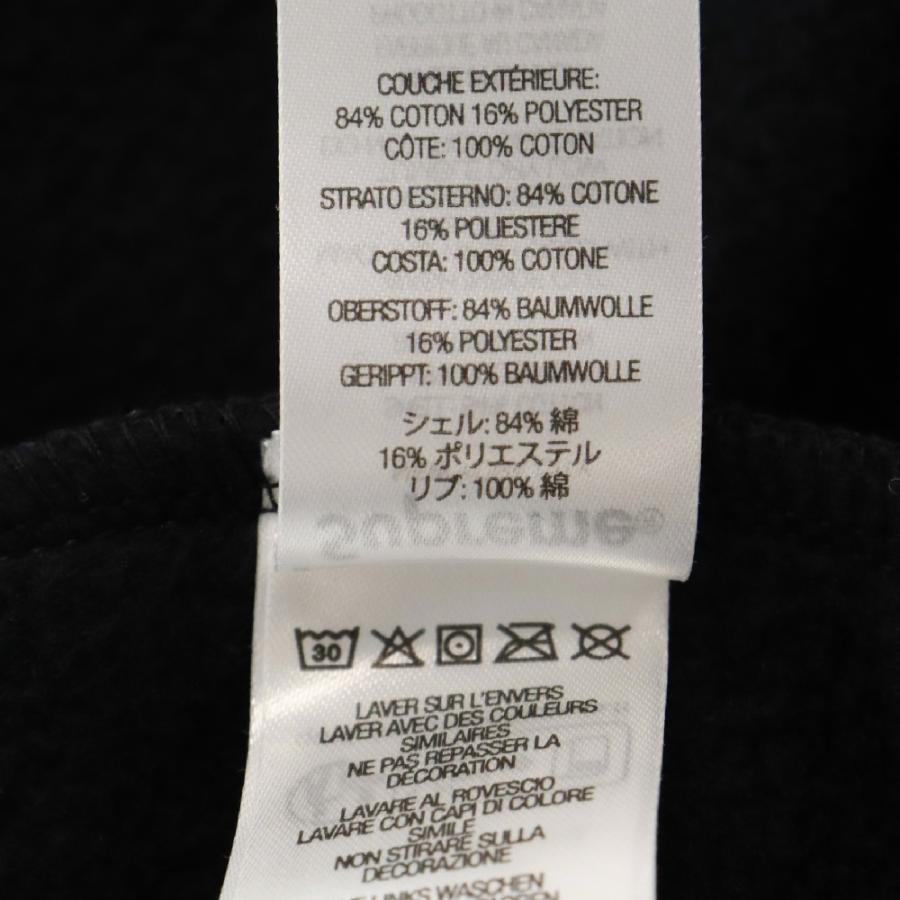 COUCHE EXTÉRIEURE:
84% COTON 16% POLYESTER
CÔTE: 100% COTON
STRATO ESTERNO: 84% COTONE
16% POLIESTERE
COSTA: 100% COTONE
OBERSTOFF: 84% BAUMWOLLE
16% POLYESTER
GERIPPT: 100% BAUMWOLLE
シェル: 84% 綿
16% ポリエステル
リブ: 100% 綿
Supreme®
30
LAVER SUR L'ENVERS
LAVER AVEC DES COULEURS
SIMILAIRES
NE PAS REPASSER LA
DÉCORATION
LAVARE AL ROVESCIO
LAVARE CON CAPI DI COLORE
SIMILE
NON STIRARE SULLA
DECORAZIONE
LINKS WASCHEN